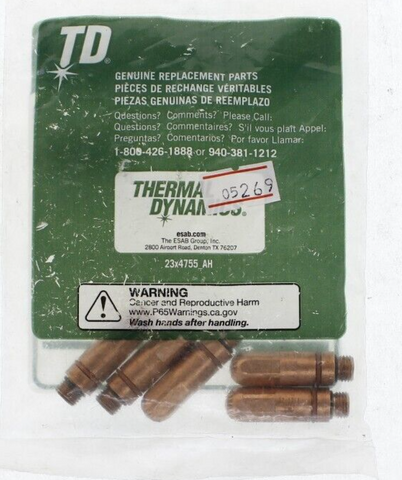 TD®
GENUINE REPLACEMENT PARTS
PIÈCES DE RECHANGE VÉRITABLES
PIEZAS GENUINAS DE REEMPLAZO
Questions? Comments? Please Call:
Questions? Commentaires? S'il vous plaît Appel:
Preguntas? Comentarios? Por favor Llamar:
1-800-426-1888 or 940-381-1212
THERMAL
05269
DYNAMICS®
esab.com
The ESAB Group, Inc.
2800 Airport Road, Denton TX 76207
23x4755_AH
WARNING
Cancer and Reproductive Harm
www.P65Warnings.ca.gov
Wash hands after handling.